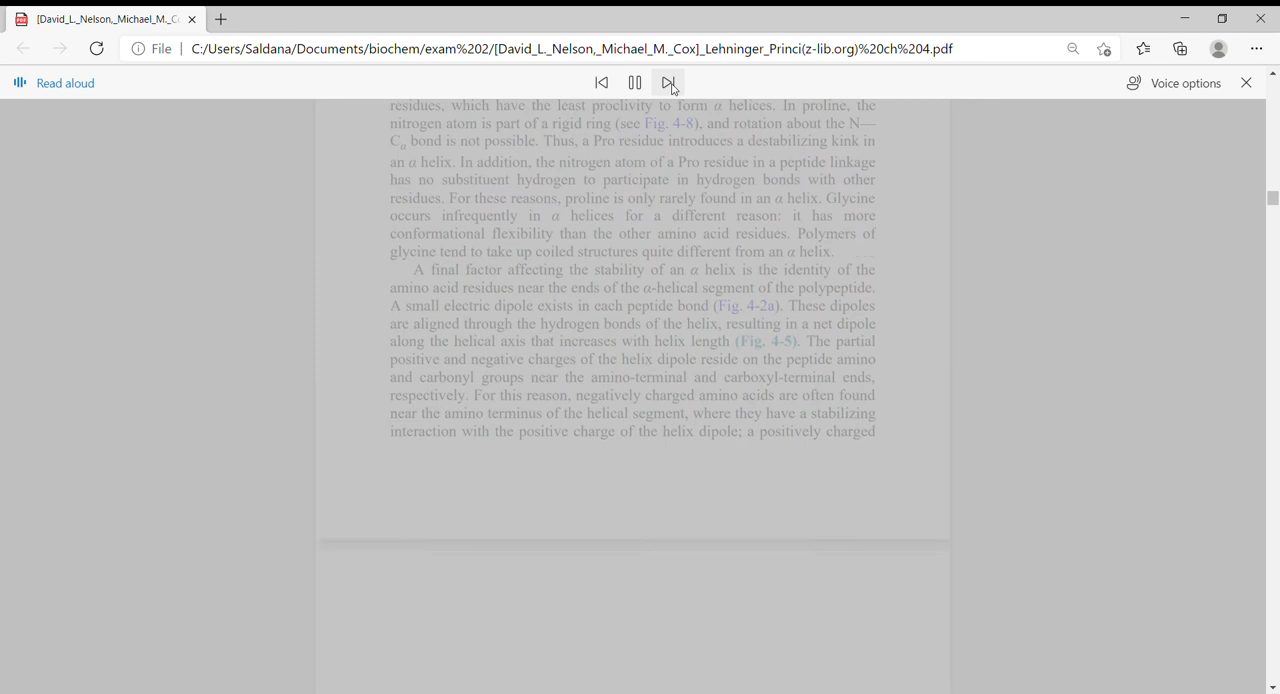 [David_L._Nelson,_Michael_M._C
File | C:/Users/Saldana/Documents/biochem/exam%202/[David_L._Nelson,_Michael_M._Cox]_Lehninger_Princi(z-lib.org)%20ch%204.pdf
Read aloud
Voice options
residues, which have the least proclivity to form α helices. In proline, the
nitrogen atom is part of a rigid ring (see Fig. 4-8), and rotation about the N—
Cα bond is not possible. Thus, a Pro residue introduces a destabilizing kink in
an α helix. In addition, the nitrogen atom of a Pro residue in a peptide linkage
has no substituent hydrogen to participate in hydrogen bonds with other
residues. For these reasons, proline is only rarely found in an α helix. Glycine
occurs infrequently in α helices for a different reason: it has more
conformational flexibility than the other amino acid residues. Polymers of
glycine tend to take up coiled structures quite different from an α helix.
A final factor affecting the stability of an α helix is the identity of the
amino acid residues near the ends of the α-helical segment of the polypeptide.
A small electric dipole exists in each peptide bond (Fig. 4-2a). These dipoles
are aligned through the hydrogen bonds of the helix, resulting in a net dipole
along the helical axis that increases with helix length (Fig. 4-5). The partial
positive and negative charges of the helix dipole reside on the peptide amino
and carbonyl groups near the amino-terminal and carboxyl-terminal ends,
respectively. For this reason, negatively charged amino acids are often found
near the amino terminus of the helical segment, where they have a stabilizing
interaction with the positive charge of the helix dipole; a positively charged